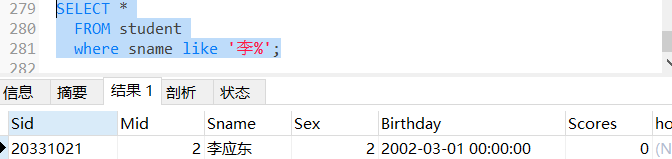 279 SELECT *
280 FROM student
281 where sname like '李%';
282
信息 摘要 结果 1 剖析 状态
Sid Mid Sname Sex Birthday Scores ho
20331021 2 李应东 2 2002-03-01 00:00:00 0 (N